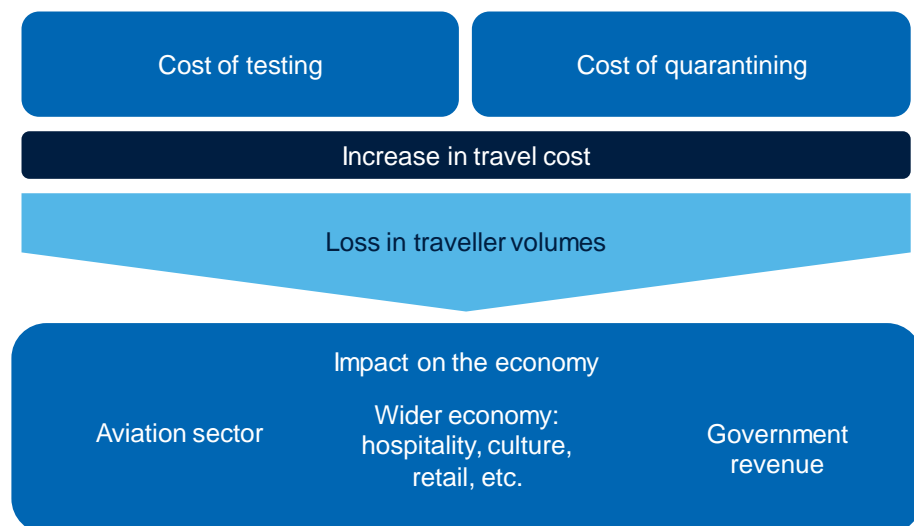 Cost of testing
Cost of quarantining
Increase in travel cost
Loss in traveller volumes
Impact on the economy
Aviation sector
Wider economy:
hospitality, culture,
retail, etc.
Government
revenue